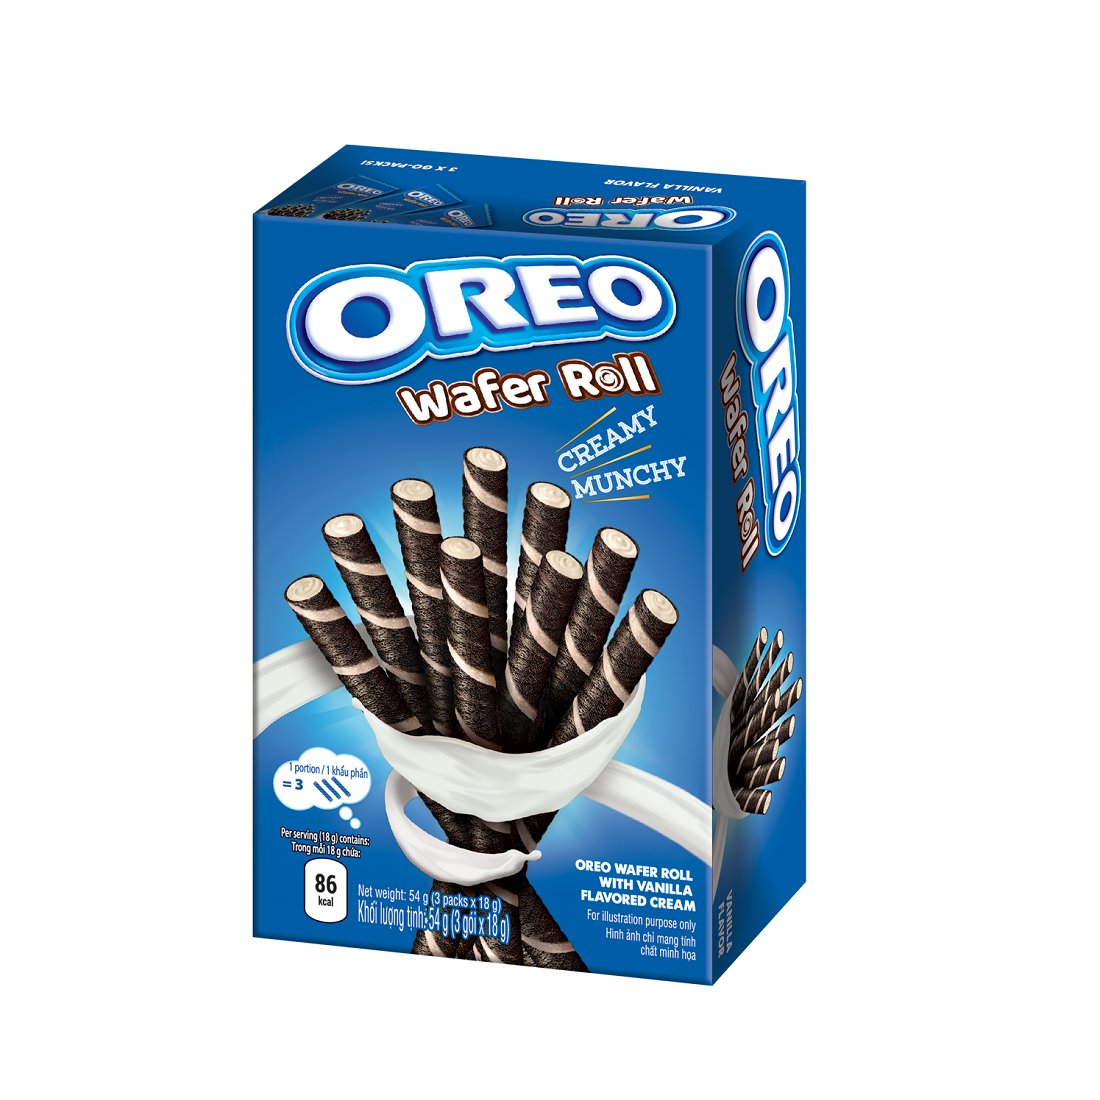 3 X GO-PACKS!
VANILLA FLAVOR
OREO
OREO
OREO
Wafer Roll
OREO
OREO
Wafer Roll
CREAMY
MUNCHY
1 portion / 1 khẩu phần
= 3
Per serving (18 g) contains:
Trong mỗi 18 g chứa:
86
kcal
Net weight: 54 g (3 packs x 18 g)
Khối lượng tịnh: 54 g (3 gói x 18 g)
OREO WAFER ROLL
WITH VANILLA
FLAVORED CREAM
For illustration purpose only
Hình ảnh chỉ mang tính
chất minh họa
OREO
Wafer Roll
VANILLA
FLAVOR